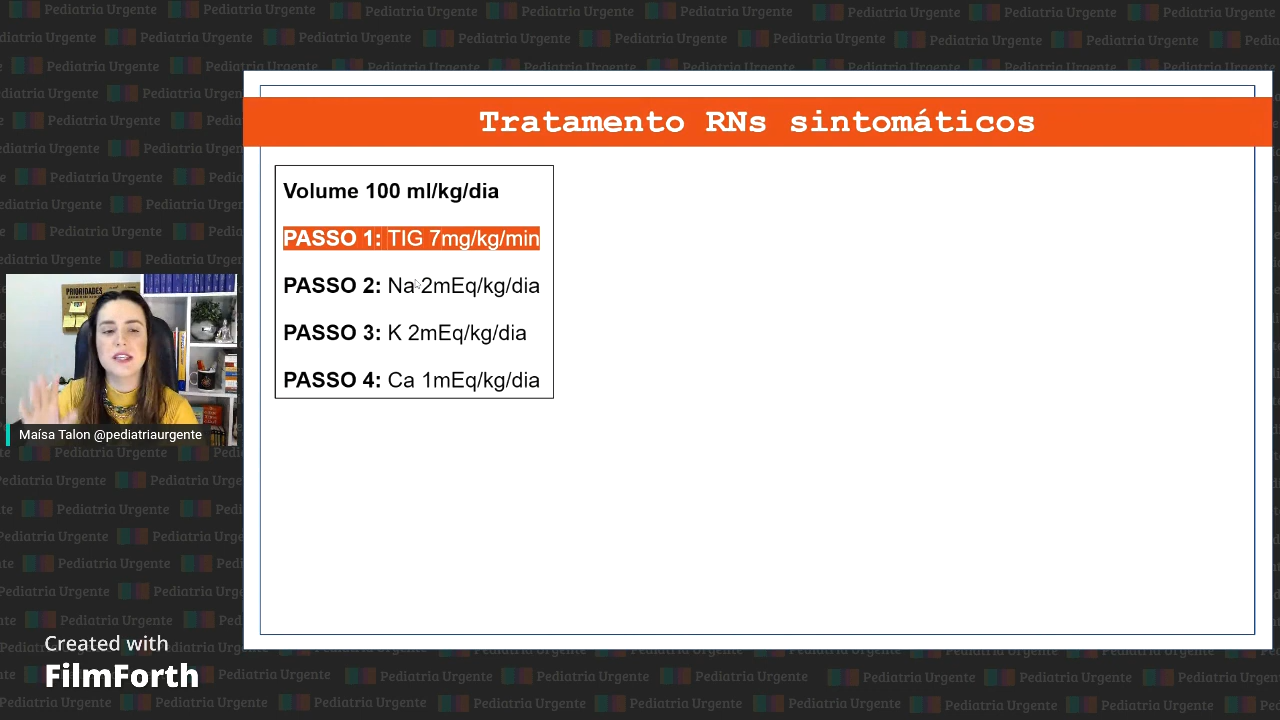 Tratamento RNs sintomáticos
Volume 100 ml/kg/dia
PASSO 1: TIG 7mg/kg/min
PASSO 2: Na 2mEq/kg/dia
PASSO 3: K 2mEq/kg/dia
PASSO 4: Ca 1mEq/kg/dia
PRIORIDADES
Maísa Talon @pediatriaurgente
Pediatria Urgente
Created with
FilmForth